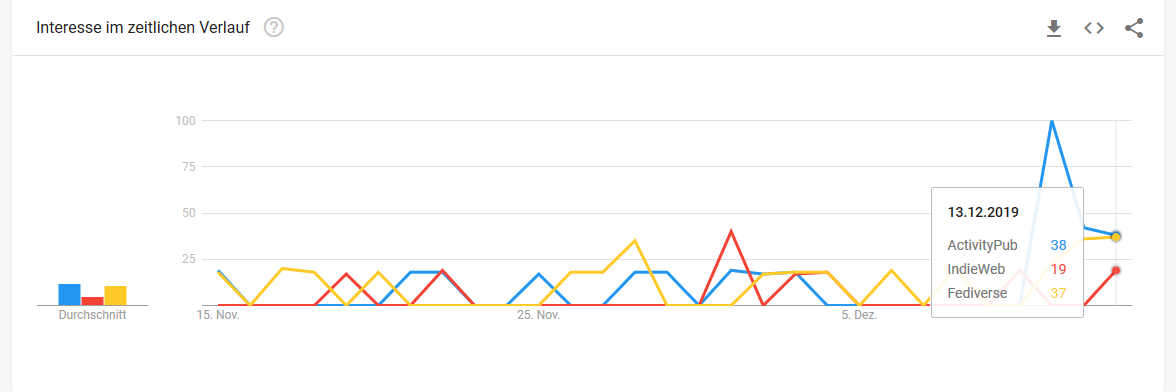 Interesse im zeitlichen Verlauf ?
100
75
50
25
13.12.2019
ActivityPub 38
IndieWeb 19
Fediverse 37
Durchschnitt 15. Nov. 25. Nov. 5. Dez.